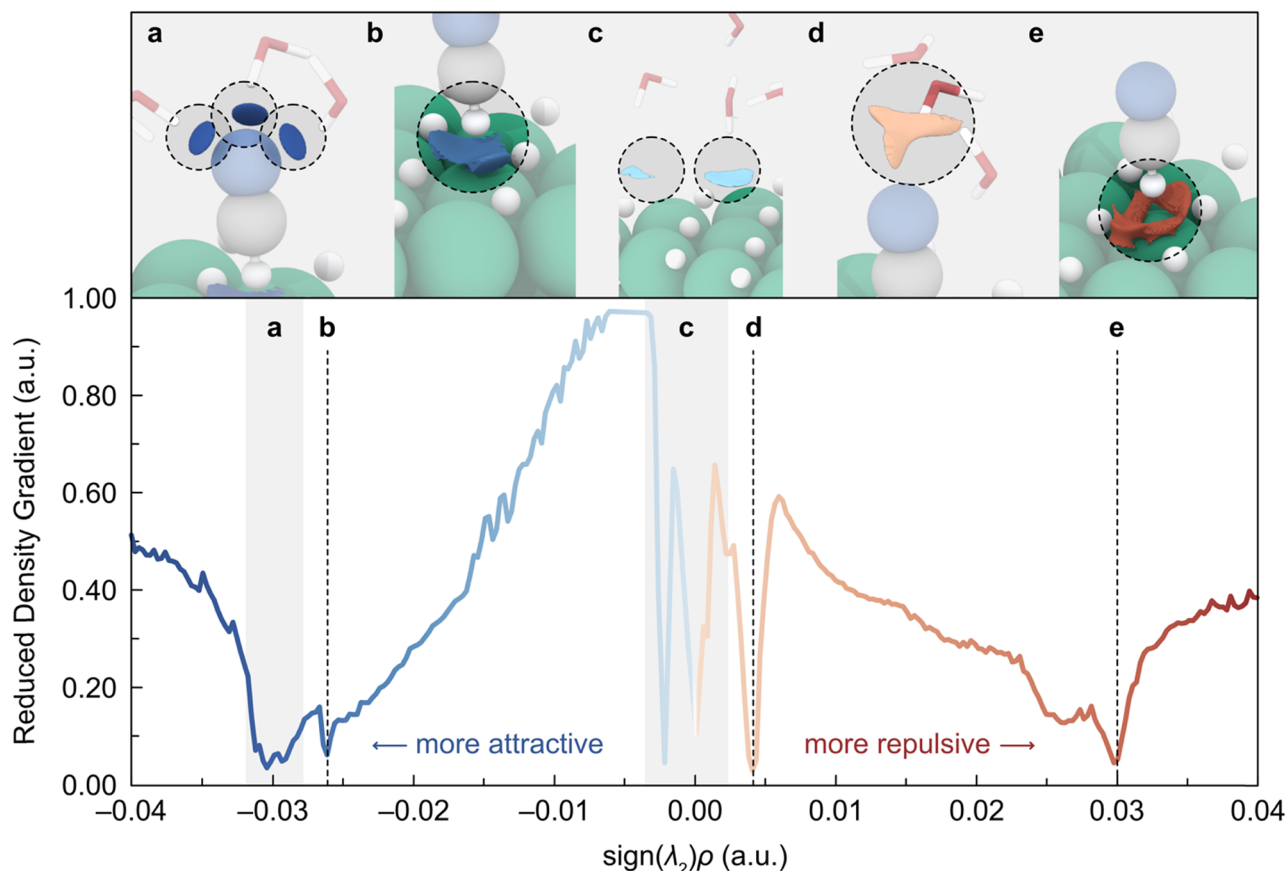 a b c d e
1.00
a b c d e
0.80
0.60
0.40
0.20
← more attractive more repulsive →
0.00
−0.04 −0.03 −0.02 −0.01 0.00 0.01 0.02 0.03 0.04
sign(λ₂)ρ (a.u.)
Reduced Density Gradient (a.u.)